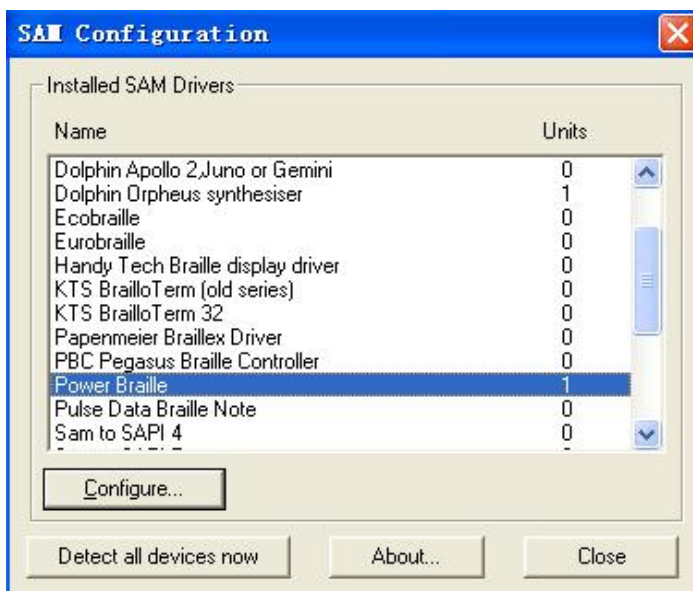 SAM Configuration
Installed SAM Drivers
Name Units
Dolphin Apollo 2,Juno or Gemini 0
Dolphin Orpheus synthesiser 1
Ecobraille 0
Eurobraille 0
Handy Tech Braille display driver 0
KTS BrailloTerm (old series) 0
KTS BrailloTerm 32 0
Papenmeier Braillex Driver 0
PBC Pegasus Braille Controller 0
Power Braille 1
Pulse Data Braille Note 0
Sam to SAPI 4 0
Configure...
Detect all devices now About... Close